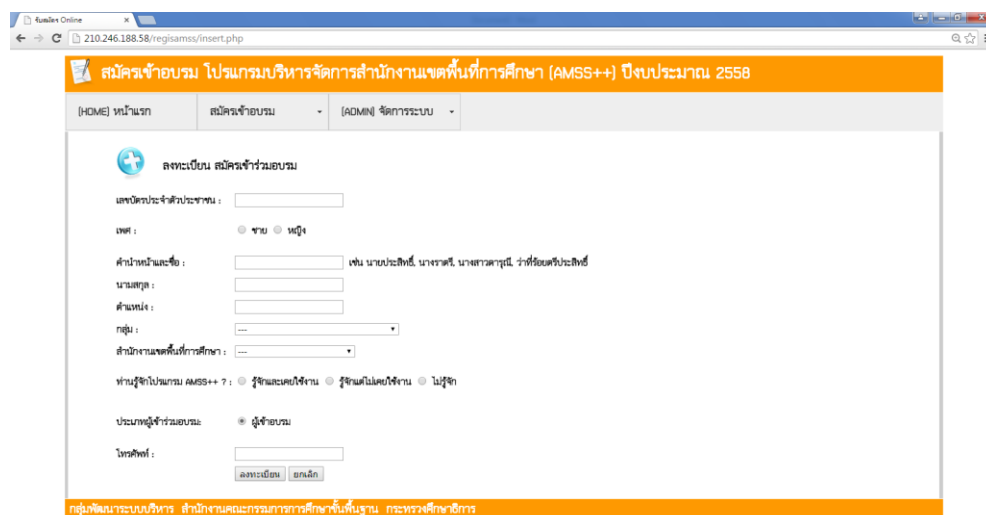 รับสมัคร Online
210.246.188.58/regisamss/insert.php
สมัครเข้าอบรม โปรแกรมบริหารจัดการสำนักงานเขตพื้นที่การศึกษา (AMSS++) ปีงบประมาณ 2558
(HOME) หน้าแรก สมัครเข้าอบรม (ADMIN) จัดการระบบ
ลงทะเบียน สมัครเข้าร่วมอบรม
เลขบัตรประจำตัวประชาชน :
เพศ : ชาย หญิง
คำนำหน้าและชื่อ : เช่น นายประสิทธิ์, นางราตรี, นางสาวดารุณี, ว่าที่ร้อยตรีประสิทธิ์
นามสกุล :
ตำแหน่ง :
กลุ่ม : ---
สำนักงานเขตพื้นที่การศึกษา : ---
ท่านรู้จักโปรแกรม AMSS++ ? : รู้จักและเคยใช้งาน รู้จักแต่ไม่เคยใช้งาน ไม่รู้จัก
ประเภทผู้เข้าร่วมอบรม: ผู้เข้าอบรม
โทรศัพท์ :
ลงทะเบียน ยกเลิก
กลุ่มพัฒนาระบบบริหาร สำนักงานคณะกรรมการการศึกษาขั้นพื้นฐาน กระทรวงศึกษาธิการ